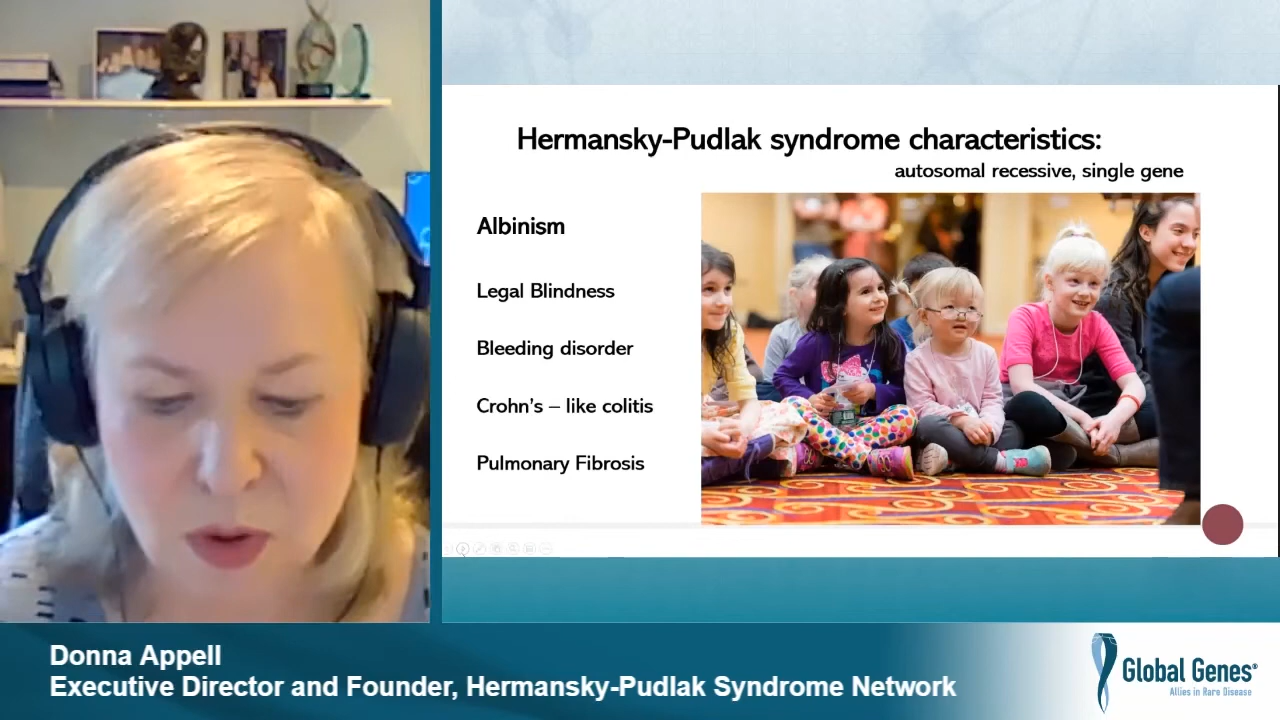 Hermansky-Pudlak syndrome characteristics:
autosomal recessive, single gene
Albinism
Legal Blindness
Bleeding disorder
Crohn's – like colitis
Pulmonary Fibrosis
Donna Appell
Executive Director and Founder, Hermansky-Pudlak Syndrome Network
Global Genes®
Allies in Rare Disease